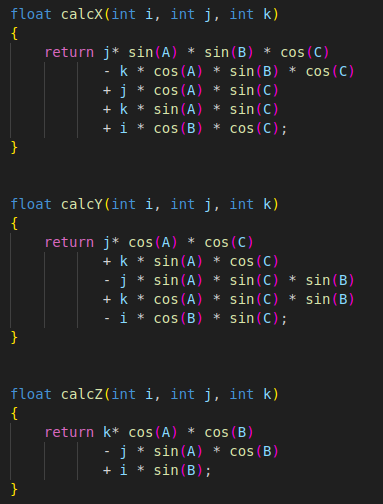 float calcX(int i, int j, int k)
{
    return j* sin(A) * sin(B) * cos(C)
           - k * cos(A) * sin(B) * cos(C)
           + j * cos(A) * sin(C)
           + k * sin(A) * sin(C)
           + i * cos(B) * cos(C);
}
float calcY(int i, int j, int k)
{
    return j* cos(A) * cos(C)
           + k * sin(A) * cos(C)
           - j * sin(A) * sin(C) * sin(B)
           + k * cos(A) * sin(C) * sin(B)
           - i * cos(B) * sin(C);
}
float calcZ(int i, int j, int k)
{
    return k* cos(A) * cos(B)
           - j * sin(A) * cos(B)
           + i * sin(B);
}